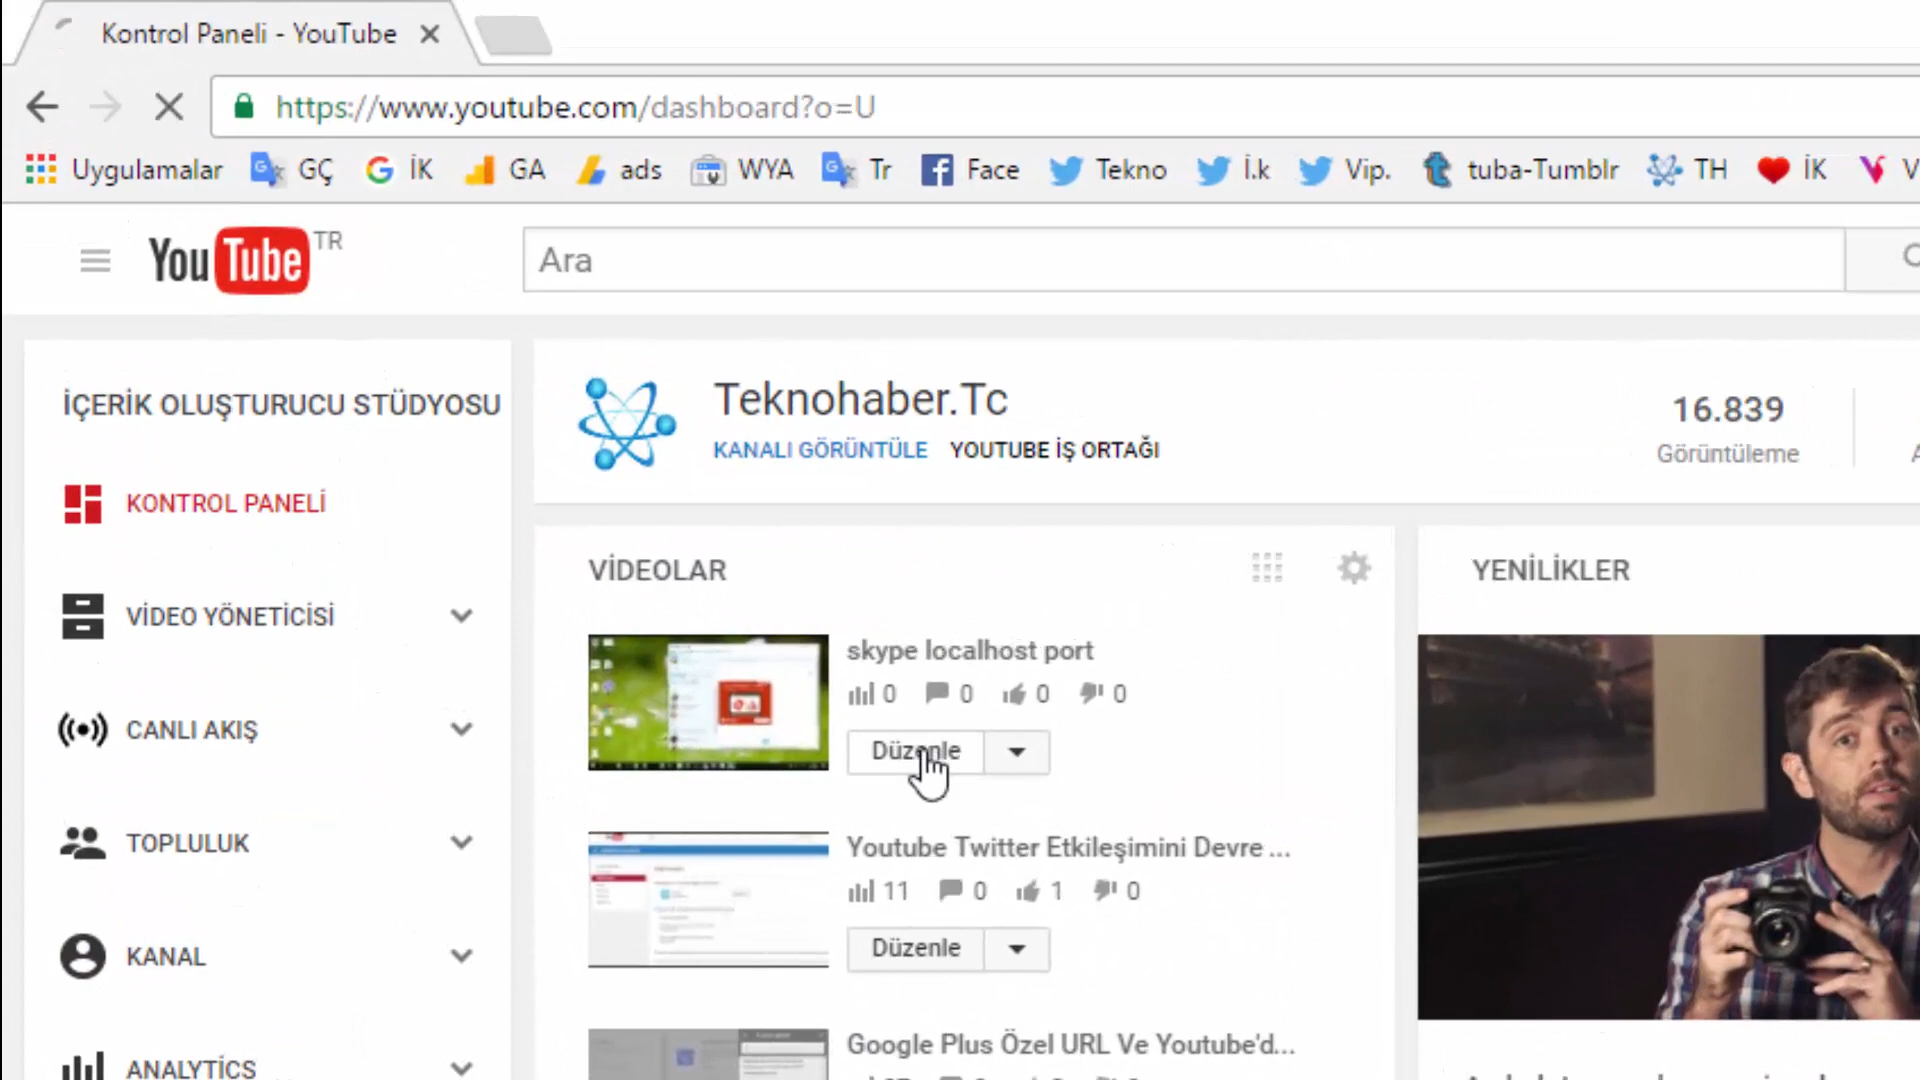 Kontrol Paneli - YouTube
https://www.youtube.com/dashboard?o=U
Uygulamalar GÇ İK GA ads WYA Tr Face Tekno İ.k Vip. tuba-Tumblr TH İK
YouTube TR
Ara
İÇERİK OLUŞTURUCU STÜDYOSU
KONTROL PANELİ
VİDEO YÖNETİCİSİ
CANLI AKIŞ
TOPLULUK
KANAL
ANALYTİCS
Teknohaber.Tc
KANALI GÖRÜNTÜLE YOUTUBE İŞ ORTAĞI
16.839
Görüntüleme
VİDEOLAR
skype localhost port
0 0 0 0
Düzenle
Youtube Twitter Etkileşimini Devre ...
11 0 1 0
Düzenle
Google Plus Özel URL Ve Youtube'd...
YENİLİKLER